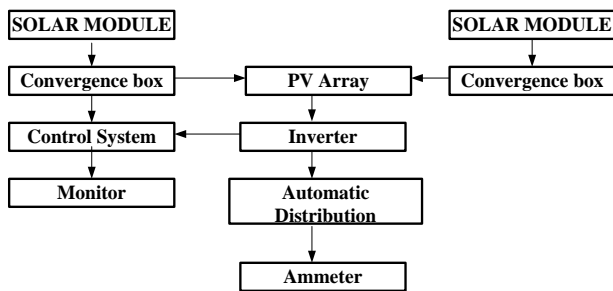 SOLAR MODULE
SOLAR MODULE
Convergence box
PV Array
Convergence box
Control System
Inverter
Monitor
Automatic
Distribution
Ammeter